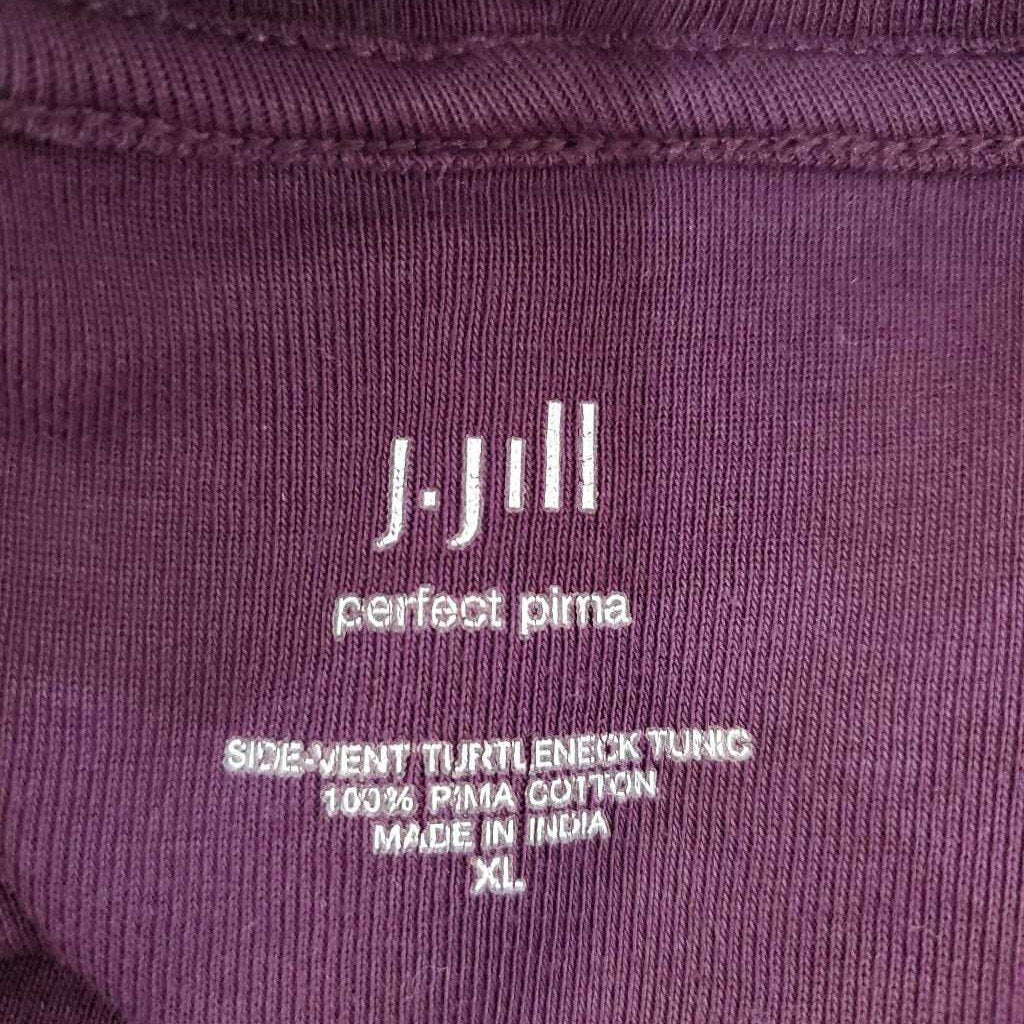 J.Jill
perfect pima
SIDE-VENT TURTLENECK TUNIC
100% PIMA COTTON
MADE IN INDIA
XL